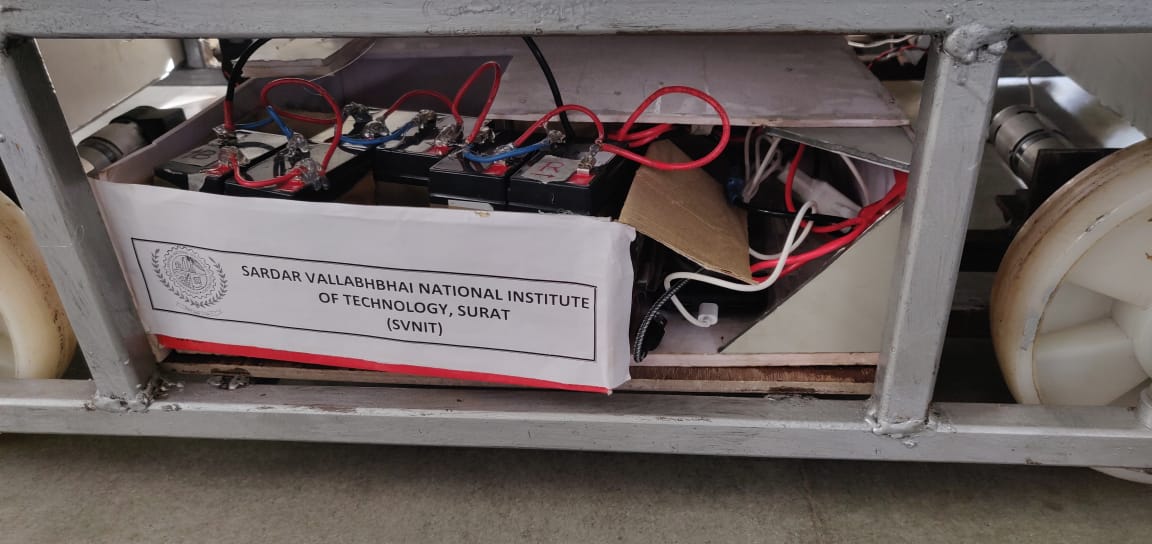 SARDAR VALLABHBHAI NATIONAL INSTITUTE
OF TECHNOLOGY, SURAT
(SVNIT)
R